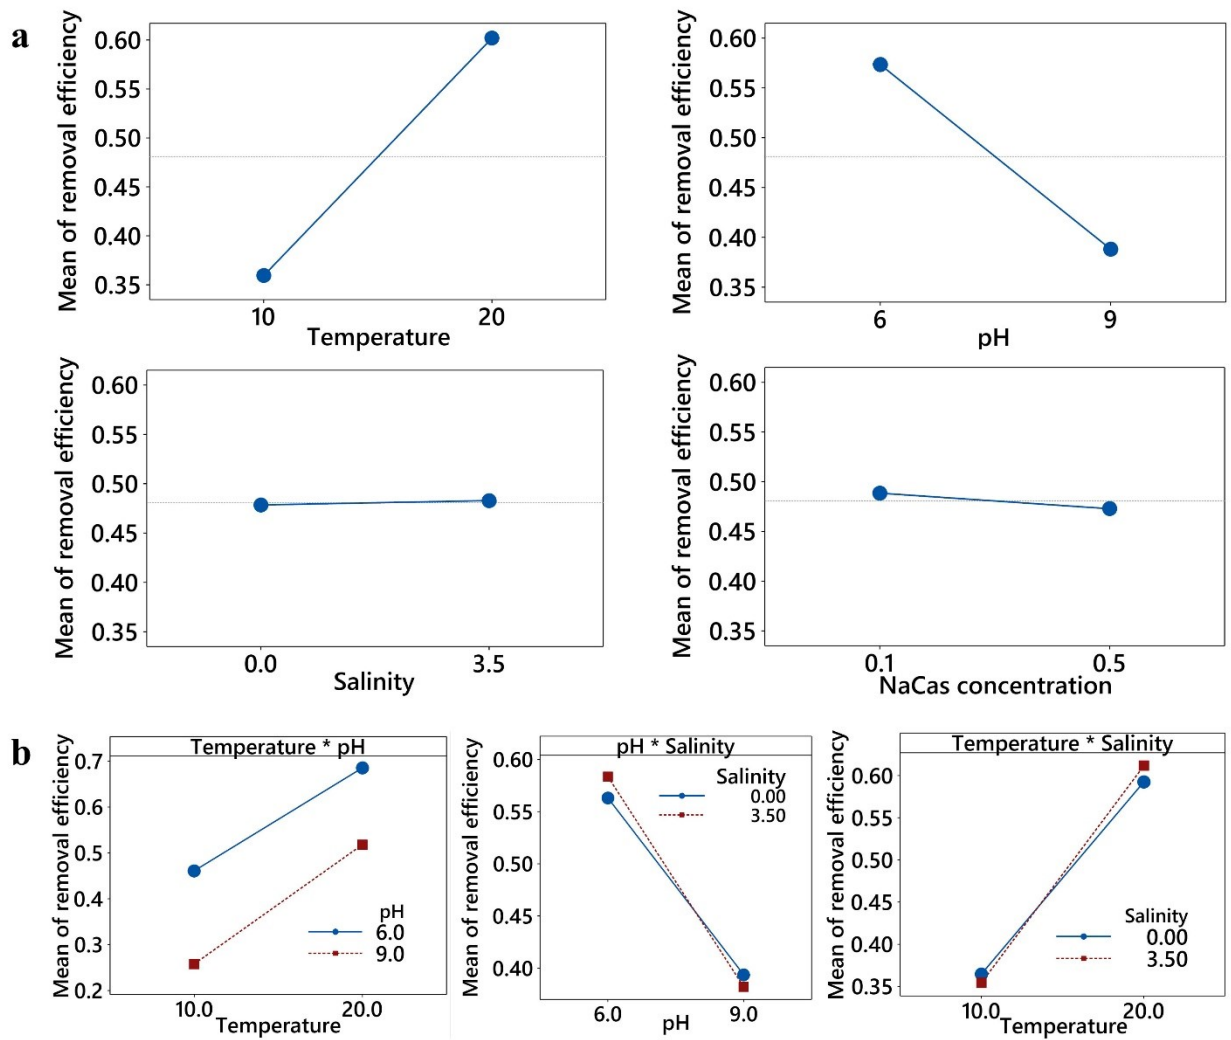 a
Mean of removal efficiency
0.60
0.55
0.50
0.45
0.40
0.35
10 20
Temperature
Mean of removal efficiency
0.60
0.55
0.50
0.45
0.40
0.35
6 9
pH
Mean of removal efficiency
0.60
0.55
0.50
0.45
0.40
0.35
0.0 3.5
Salinity
Mean of removal efficiency
0.60
0.55
0.50
0.45
0.40
0.35
0.1 0.5
NaCas concentration
b
Temperature * pH
Mean of removal efficiency
0.7
0.6
0.5
0.4
0.3
0.2
pH
6.0
9.0
10.0 20.0
Temperature
pH * Salinity
Mean of removal efficiency
0.60
0.55
0.50
0.45
0.40
Salinity
0.00
3.50
6.0 9.0
pH
Temperature * Salinity
Mean of removal efficiency
0.60
0.55
0.50
0.45
0.40
0.35
Salinity
0.00
3.50
10.0 20.0
Temperature